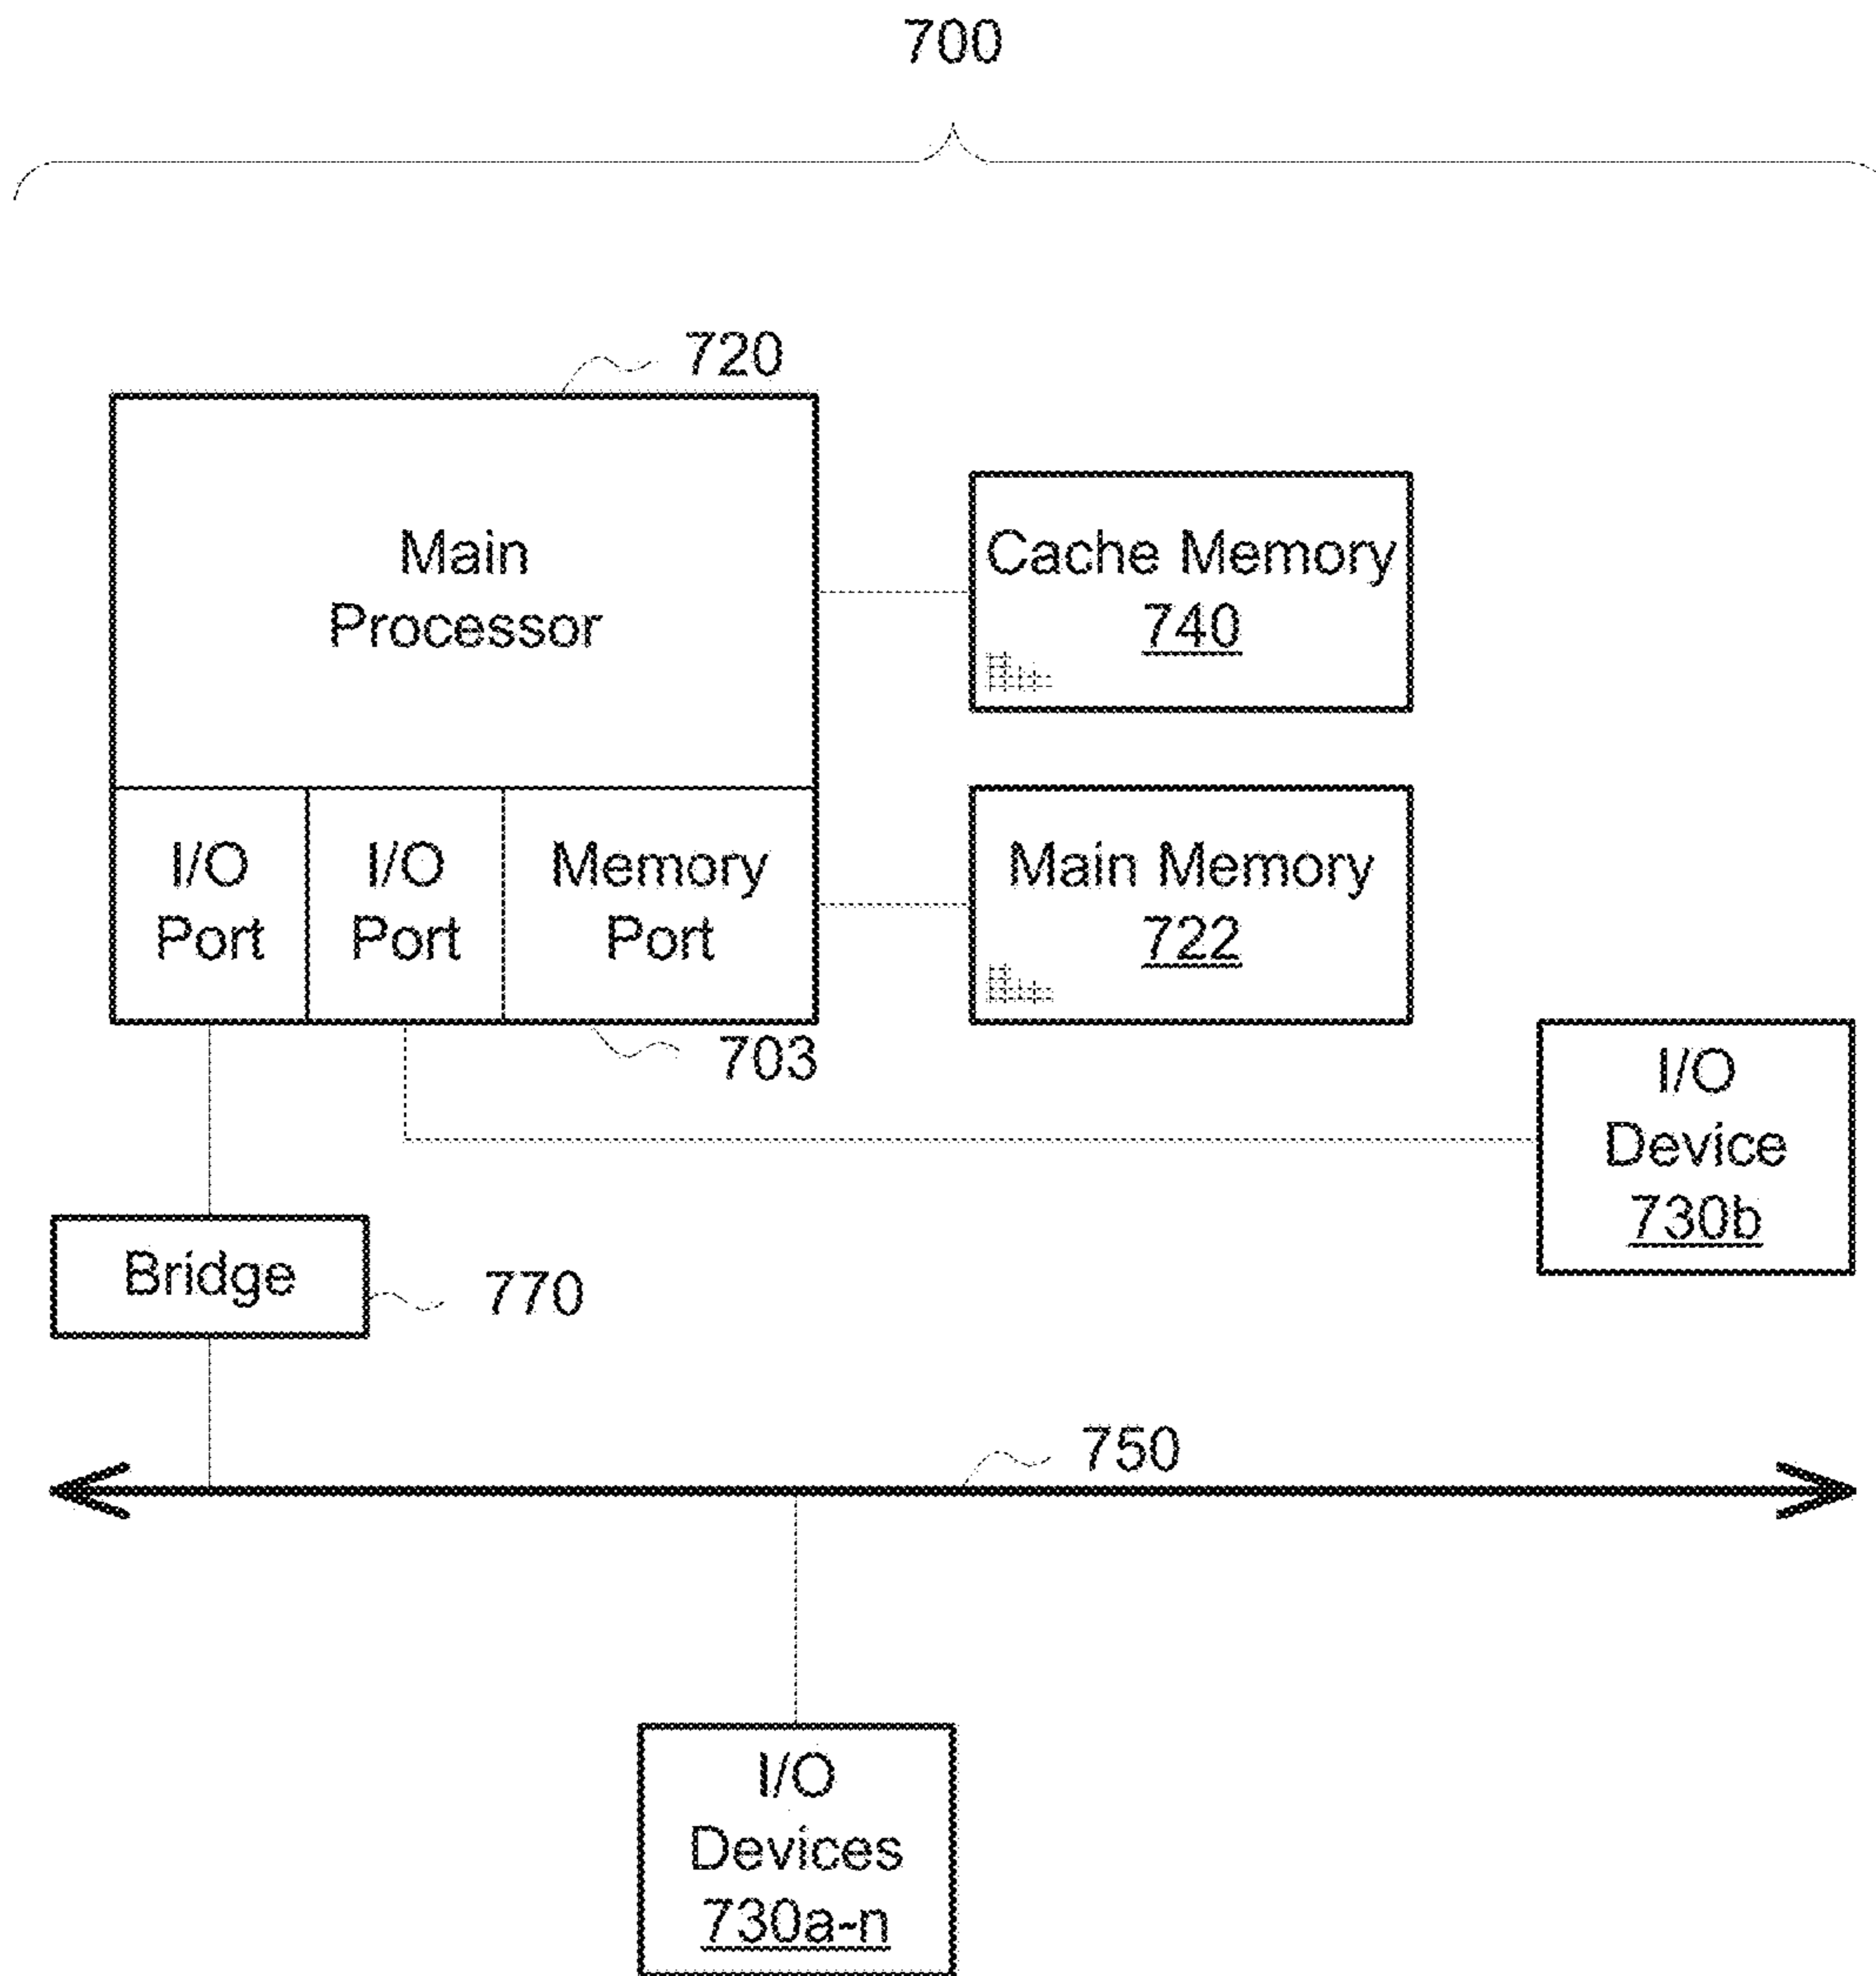 700
720
Main
Processor
Cache Memory
740
I/O
Port
I/O
Port
Memory
Port
Main Memory
722
703
I/O
Device
730b
Bridge
770
750
I/O
Devices
730a-n